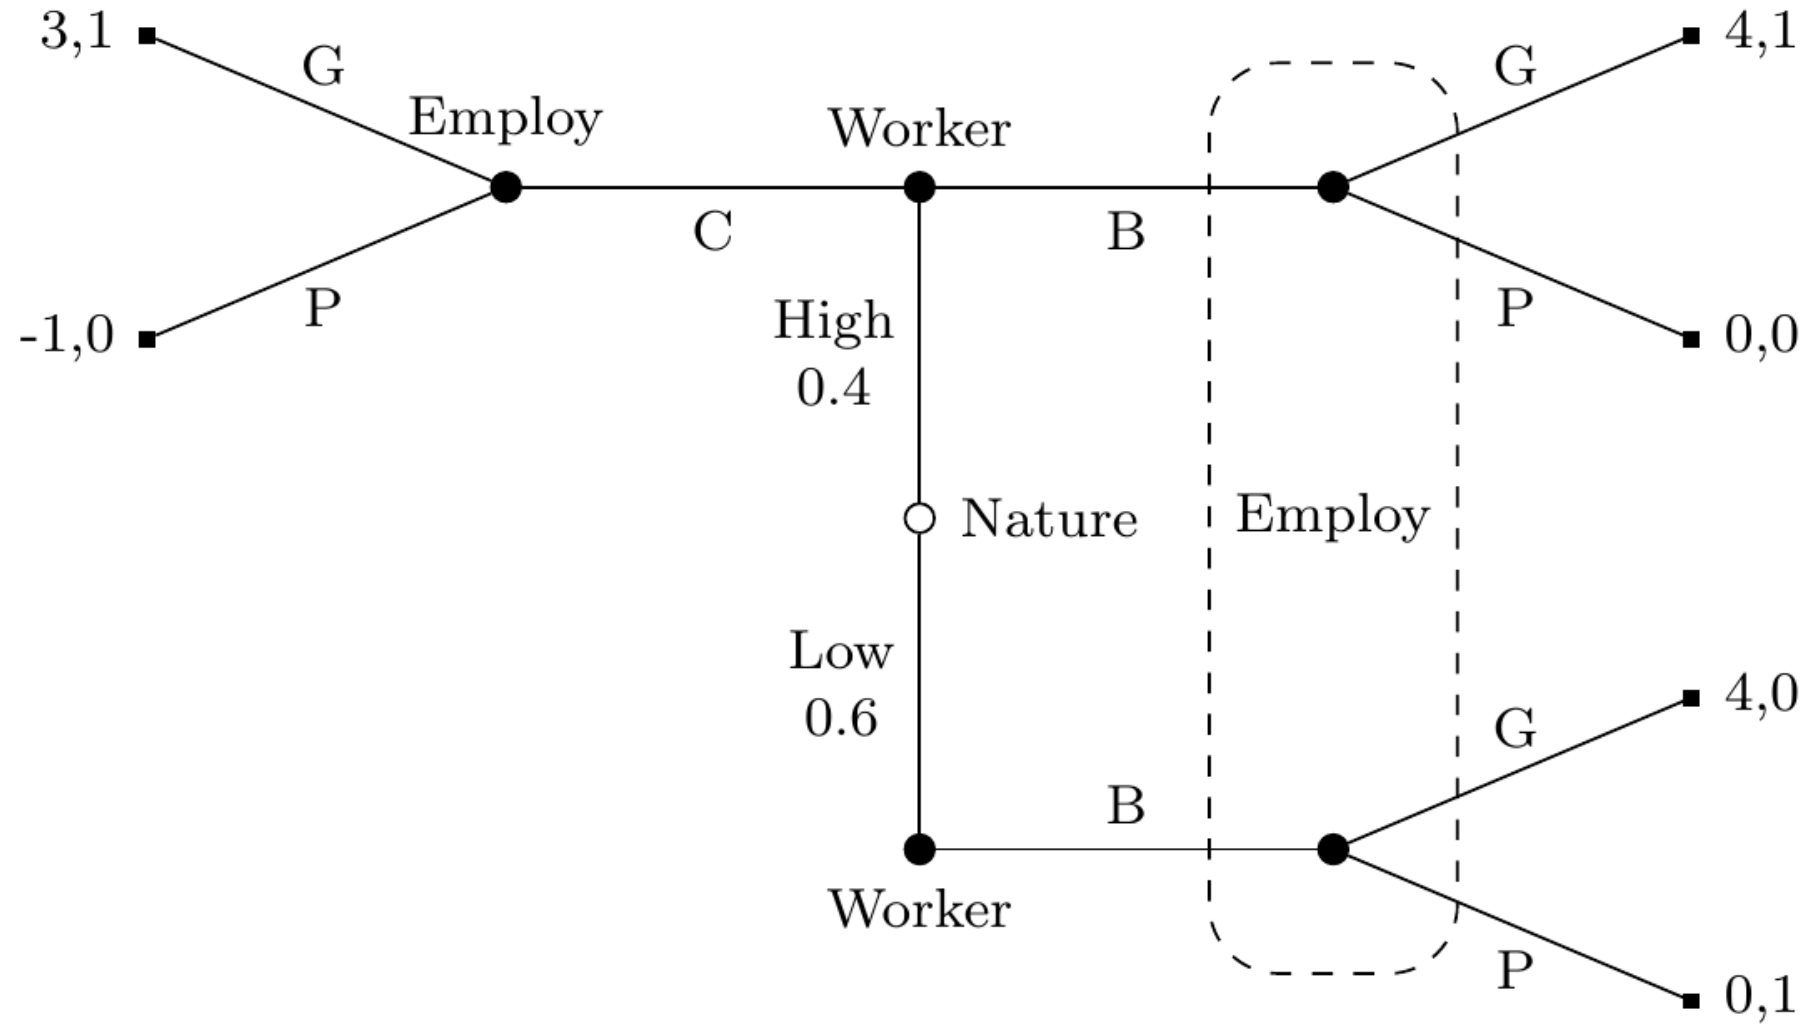 3,1
G
Employ
Worker
G
4,1
C
B
P
-1,0
High
0.4
P
0,0
Nature
Employ
Low
0.6
G
4,0
B
Worker
P
0,1